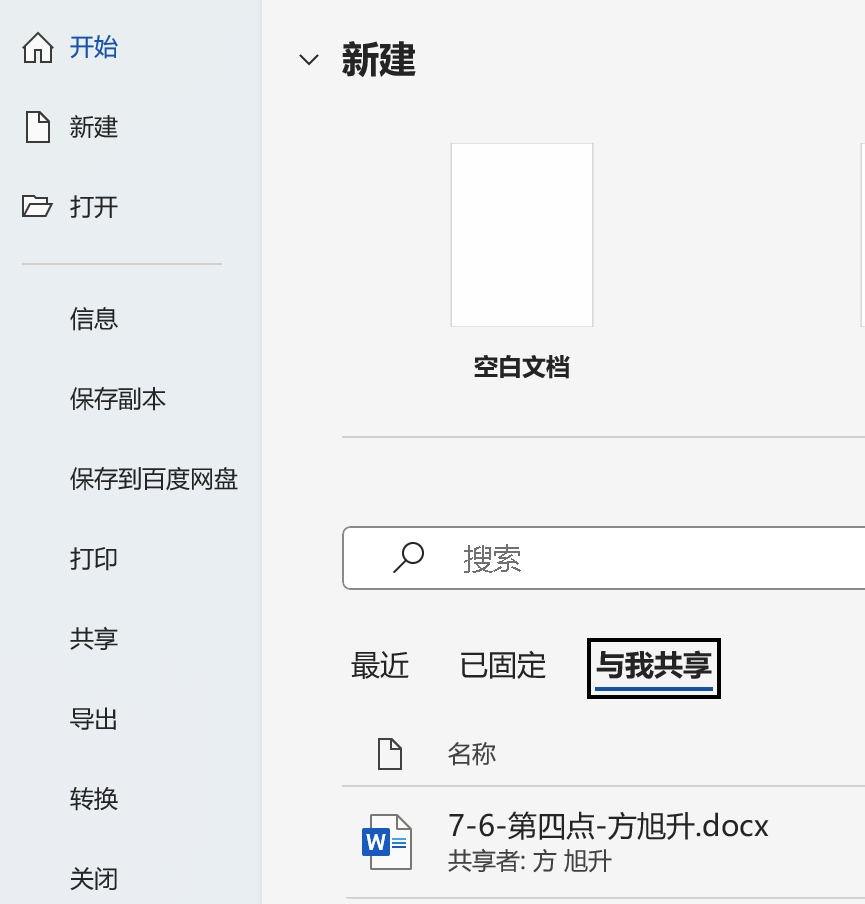 开始
新建
打开
信息
保存副本
保存到百度网盘
打印
共享
导出
转换
关闭
新建
空白文档
搜索
最近 已固定 与我共享
名称
W
7-6-第四点-方旭升.docx
共享者: 方 旭升